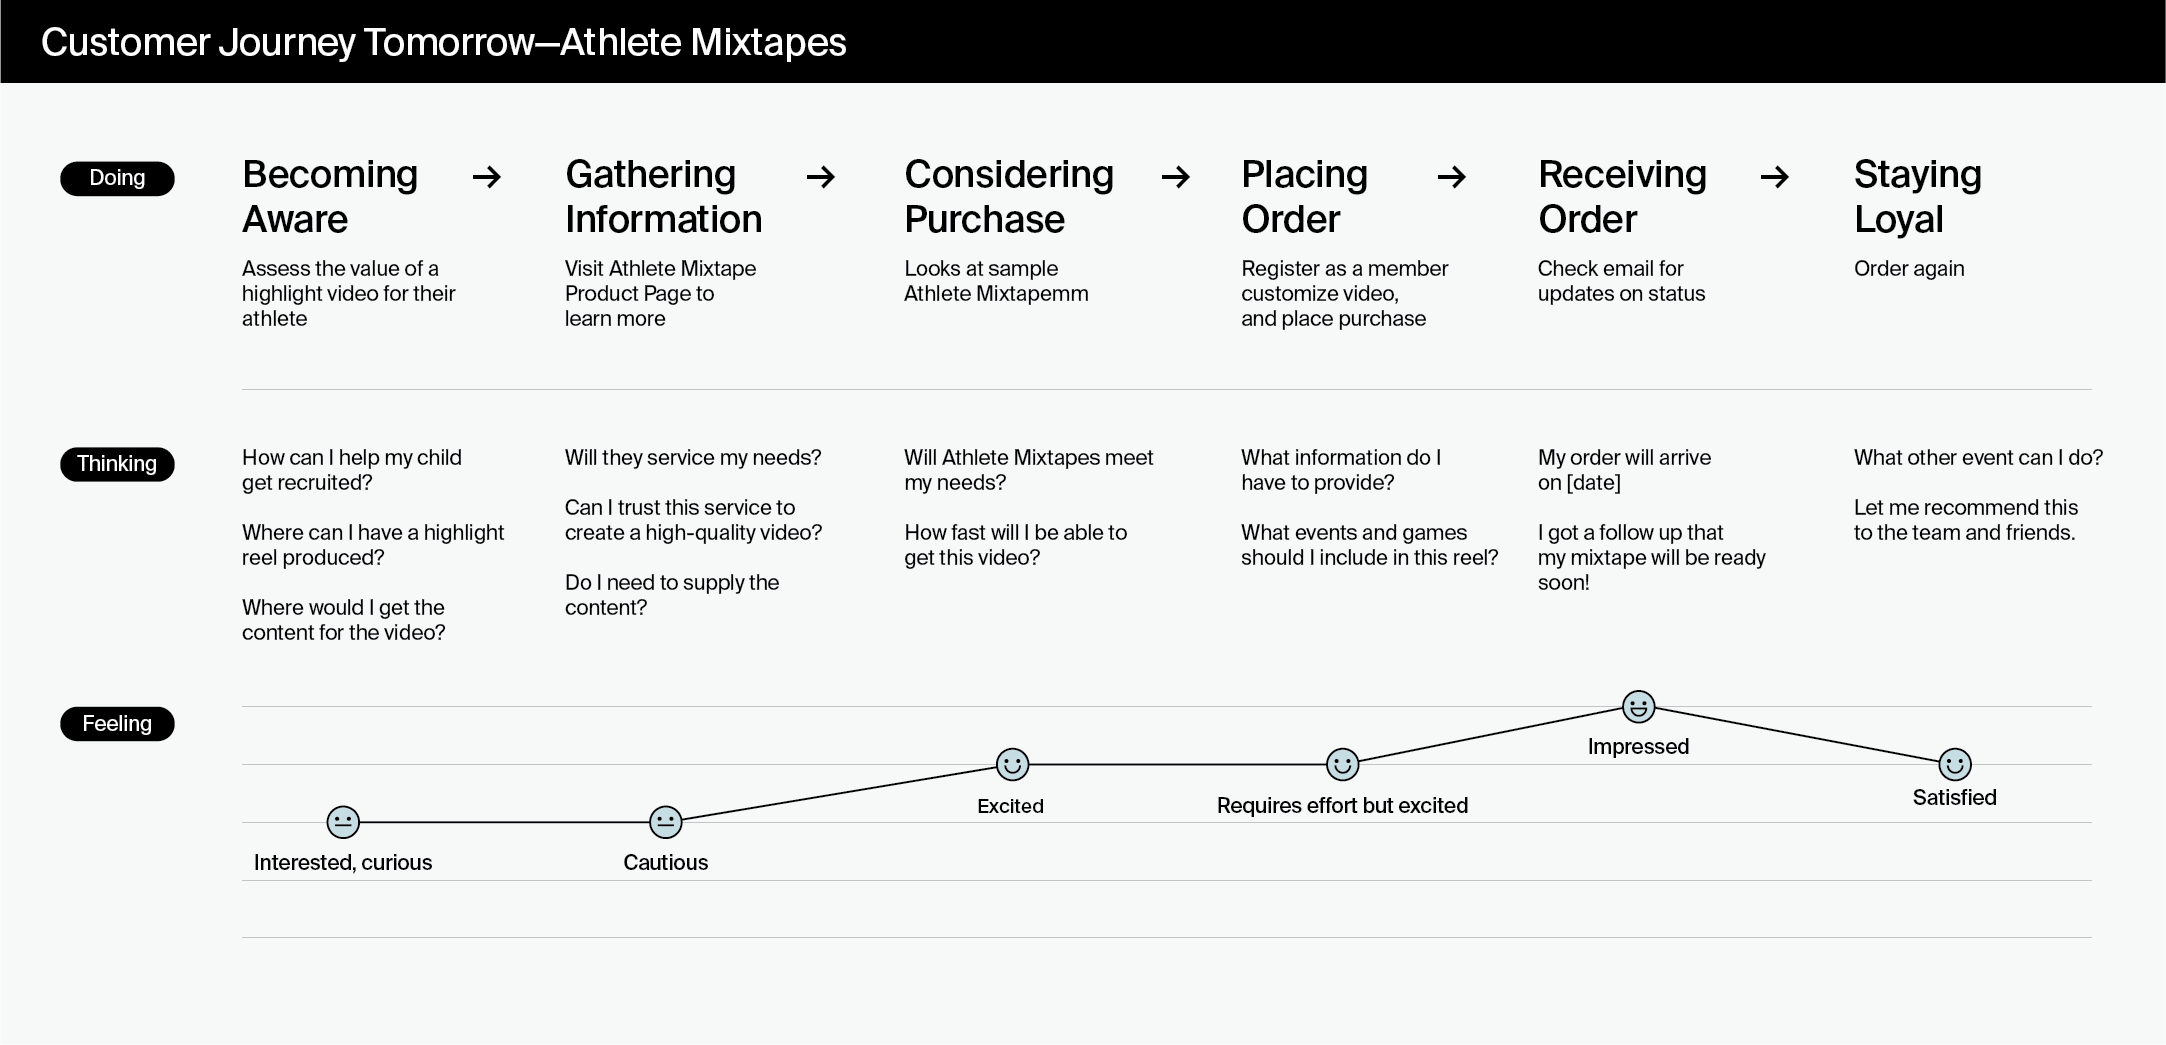 Customer Journey Tomorrow—Athlete Mixtapes
Doing
Becoming
Aware
Assess the value of a
highlight video for their
athlete
Gathering
Information
Visit Athlete Mixtape
Product Page to
learn more
Considering
Purchase
Looks at sample
Athlete Mixtapemm
Placing
Order
Register as a member
customize video,
and place purchase
Receiving
Order
Check email for
updates on status
Staying
Loyal
Order again
Thinking
How can I help my child
get recruited?
Where can I have a highlight
reel produced?
Where would I get the
content for the video?
Will they service my needs?
Can I trust this service to
create a high-quality video?
Do I need to supply the
content?
Will Athlete Mixtapes meet
my needs?
How fast will I be able to
get this video?
What information do I
have to provide?
What events and games
should I include in this reel?
My order will arrive
on [date]
I got a follow up that
my mixtape will be ready
soon!
What other event can I do?
Let me recommend this
to the team and friends.
Feeling
Interested, curious
Cautious
Excited
Requires effort but excited
Impressed
Satisfied